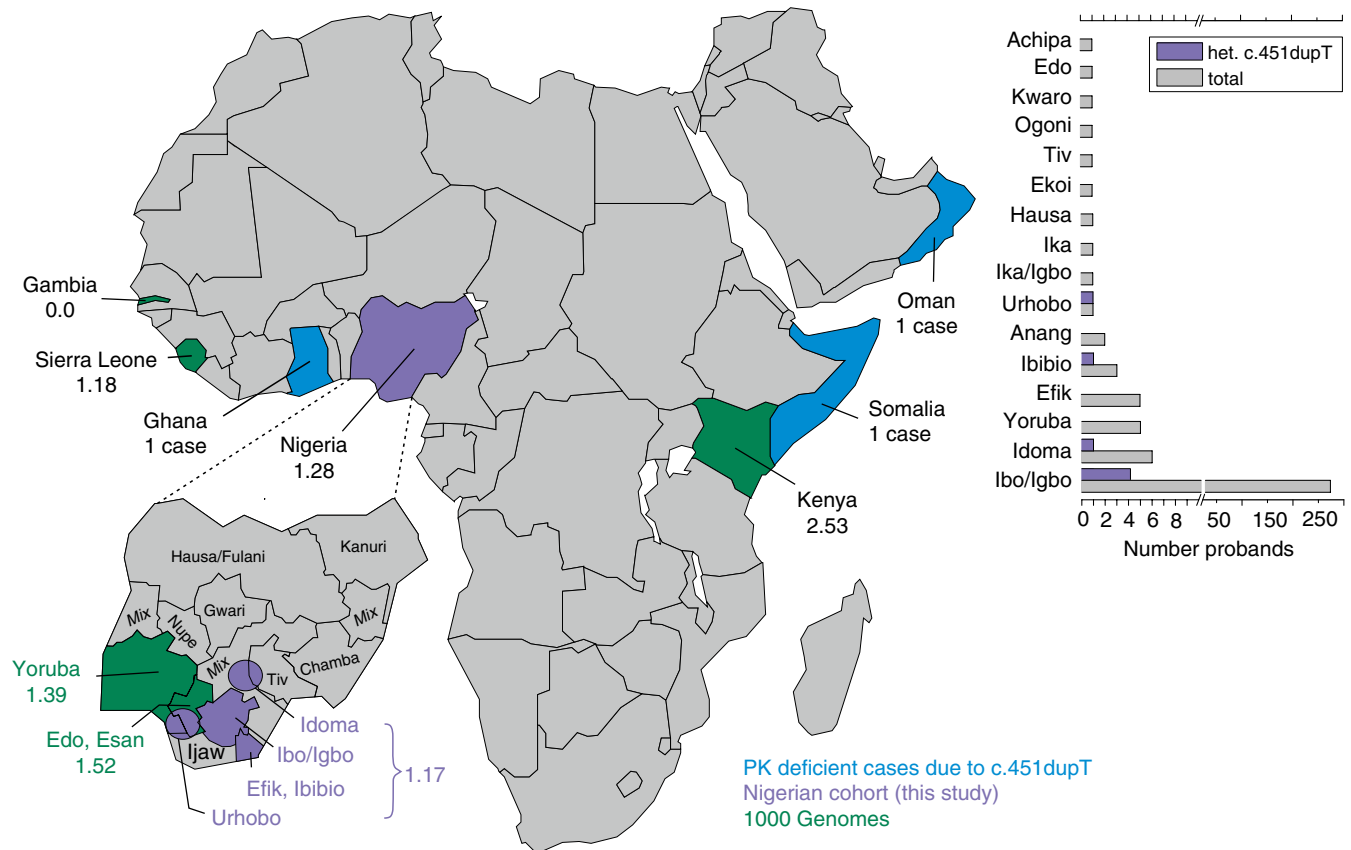 Gambia
0.0
Sierra Leone
1.18
Ghana
1 case
Nigeria
1.28
Oman
1 case
Somalia
1 case
Kenya
2.53
Hausa/Fulani
Kanuri
Mix
Nupe
Gwari
Mix
Mix
Tiv
Chamba
Yoruba
1.39
Edo, Esan
1.52
Ijaw
Idoma
Ibo/Igbo
Efik, Ibibio
Urhobo
1.17
PK deficient cases due to c.451dupT
Nigerian cohort (this study)
1000 Genomes
het. c.451dupT
total
Achipa
Edo
Kwaro
Ogoni
Tiv
Ekoi
Hausa
Ika
Ika/Igbo
Urhobo
Anang
Ibibio
Efik
Yoruba
Idoma
Ibo/Igbo
0 2 4 6 8 50 150 250
Number probands